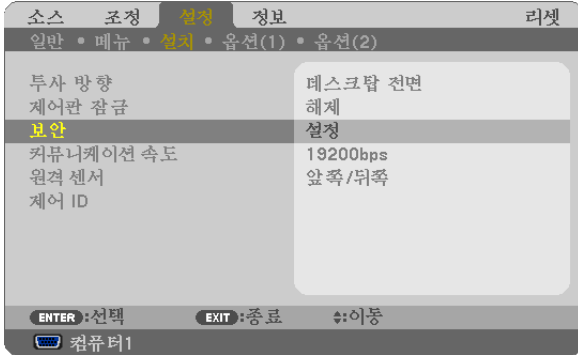 소스 조정 설정 정보 리셋
일반 • 메뉴 • 설치 • 옵션(1) • 옵션(2)
투사 방향 데스크탑 전면
제어판 잠금 해제
보안 설정
커뮤니케이션 속도 19200bps
원격 센서 앞쪽/뒤쪽
제어 ID
ENTER :선택 EXIT :종료 :이동
컴퓨터1